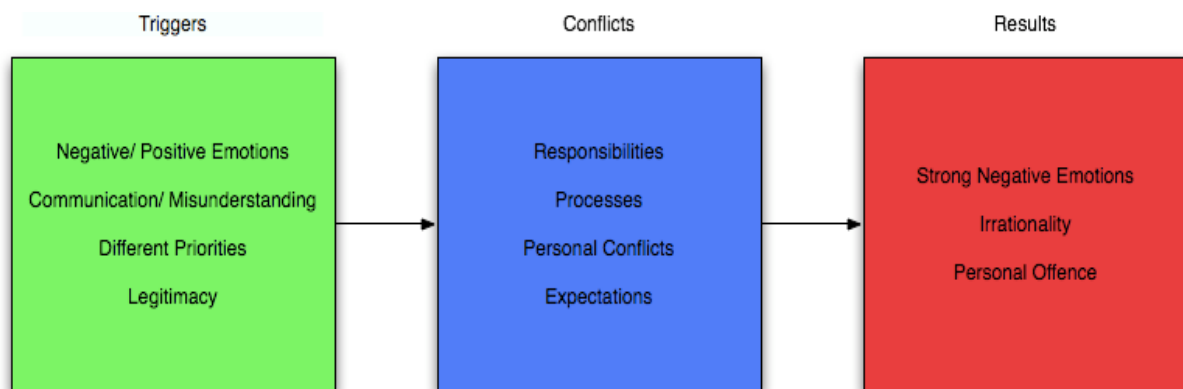 Triggers
Conflicts
Results
Negative/ Positive Emotions
Communication/ Misunderstanding
Different Priorities
Legitimacy
Responsibilities
Processes
Personal Conflicts
Expectations
Strong Negative Emotions
Irrationality
Personal Offence